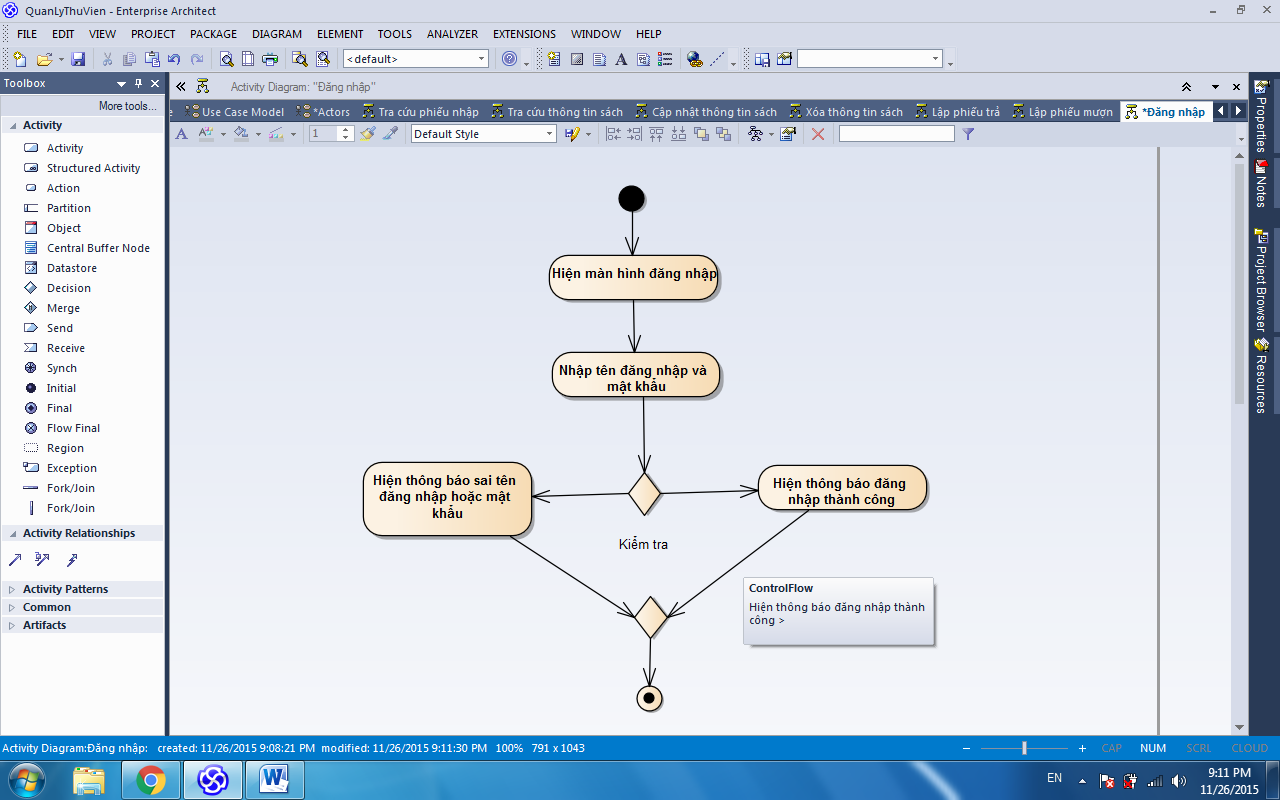 QuanLyThuVien - Enterprise Architect
FILE EDIT VIEW PROJECT PACKAGE DIAGRAM ELEMENT TOOLS ANALYZER EXTENSIONS WINDOW HELP
<default>
Toolbox
Activity Diagram: "Đăng nhập"
More tools...
e Use Case Model *Actors Tra cứu phiếu nhập Tra cứu thông tin sách Cập nhật thông tin sách Xóa thông tin sách Lập phiếu trả Lập phiếu mượn *Đăng nhập
1 Default Style
Activity
Activity
Structured Activity
Action
Partition
Object
Central Buffer Node
Datastore
Decision
Merge
Send
Receive
Synch
Initial
Final
Flow Final
Region
Exception
Fork/Join
Fork/Join
Activity Relationships
Activity Patterns
Common
Artifacts
Hiện màn hình đăng nhập
Nhập tên đăng nhập và
mật khẩu
Hiện thông báo sai tên
đăng nhập hoặc mật
khẩu
Hiện thông báo đăng
nhập thành công
Kiểm tra
ControlFlow
Hiện thông báo đăng nhập thành
công >
Properties
Notes
Project Browser
Resources
Activity Diagram:Đăng nhập: created: 11/26/2015 9:08:21 PM modified: 11/26/2015 9:11:30 PM 100% 791 x 1043
CAP NUM SCRL CLOUD
EN
9:11 PM
11/26/2015